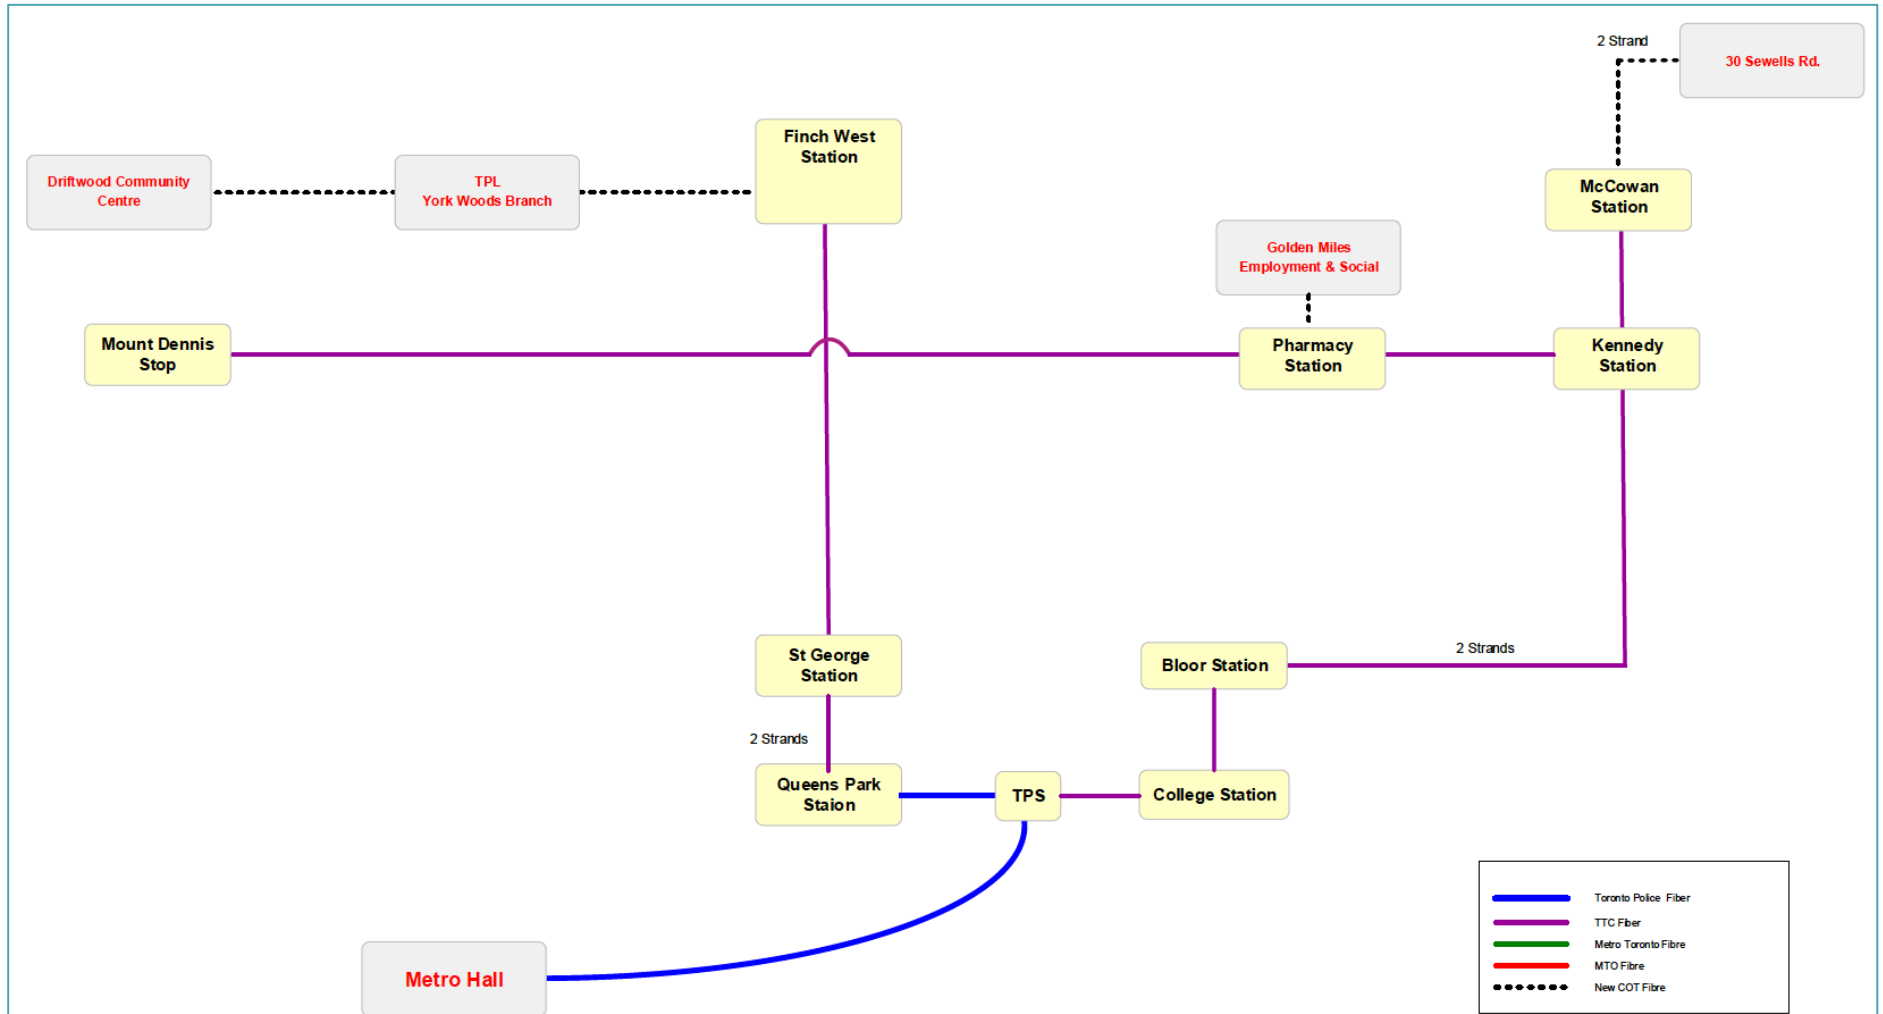 2 Strand
30 Sewells Rd.
Finch West
Station
Driftwood Community
Centre
TPL
York Woods Branch
McCowan
Station
Golden Miles
Employment & Social
Mount Dennis
Stop
Pharmacy
Station
Kennedy
Station
St George
Station
Bloor Station
2 Strands
2 Strands
Queens Park
Staion
TPS
College Station
Metro Hall
Toronto Police Fiber
TTC Fiber
Metro Toronto Fibre
MTO Fibre
New COT Fibre